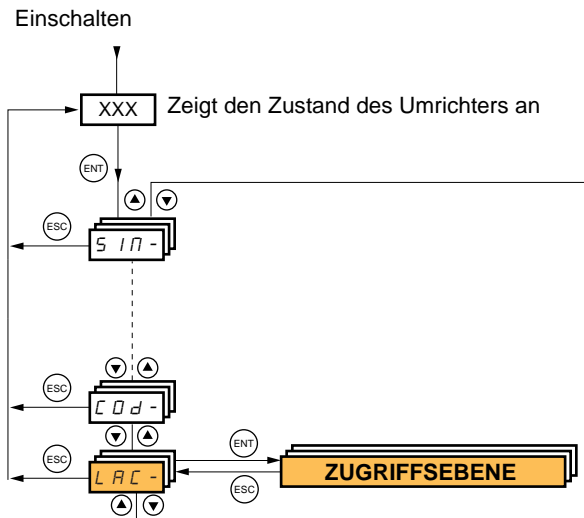 Einschalten
XXX Zeigt den Zustand des Umrichters an
ENT
ESC
SIM-
ESC
COd-
ESC
LAC-
ENT
ESC
ZUGRIFFSEBENE